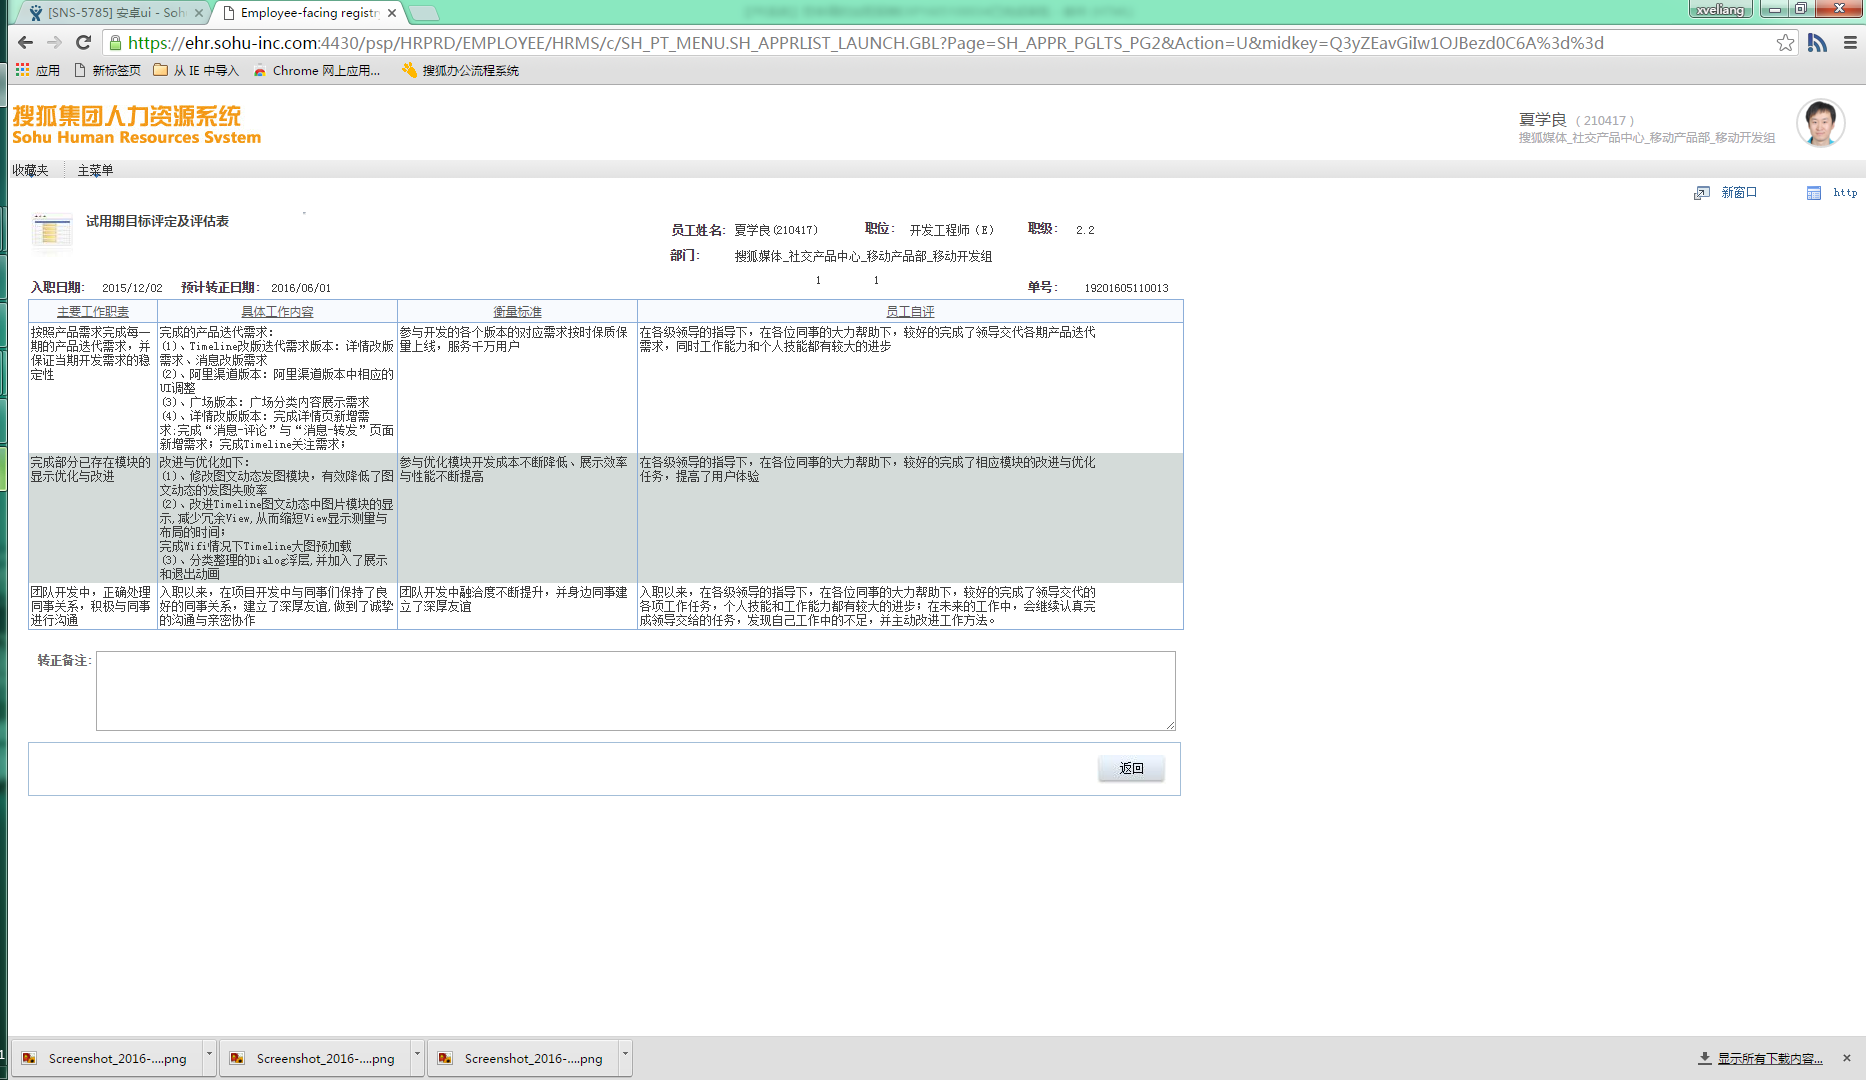 [SNS-5785] 安卓ui - Soh
Employee-facing registr
xveliang
https://ehr.sohu-inc.com:4430/psp/HRPRD/EMPLOYEE/HRMS/c/SH_PT_MENU.SH_APPRLIST_LAUNCH.GBL?Page=SH_APPR_PGLTS_PG2&Action=U&midkey=Q3yZEavGiIw1OJBezd0C6A%3d%3d
应用 新标签页 从 IE 中导入 Chrome 网上应用... 搜狐办公流程系统
搜狐集团人力资源系统
Sohu Human Resources System
夏学良 ( 210417 )
搜狐媒体_社交产品中心_移动产品部_移动开发组
收藏夹 主菜单
新窗口 http
试用期目标评定及评估表
员工姓名: 夏学良(210417) 职位: 开发工程师（E） 职级: 2.2
部门: 搜狐媒体_社交产品中心_移动产品部_移动开发组
1 1
入职日期: 2015/12/02 预计转正日期: 2016/06/01 单号: 19201605110013
主要工作职责 具体工作内容 衡量标准 员工自评
按照产品需求完成每一
期的产品迭代需求，并
保证当期开发需求的稳
定性
完成的产品迭代需求：
(1)、Timeline改版迭代需求版本：详情改版
需求、消息改版需求
(2)、阿里渠道版本：阿里渠道版本中相应的
UI调整
(3)、广场版本：广场分类内容展示需求
(4)、详情改版版本：完成详情页新增需
求;完成“消息-评论”与“消息-转发”页面
新增需求；完成Timeline关注需求；
参与开发的各个版本的对应需求按时保质保
量上线，服务千万用户
在各级领导的指导下，在各位同事的大力帮助下，较好的完成了领导交代各期产品迭代
需求，同时工作能力和个人技能都有较大的进步
完成部分已存在模块的
显示优化与改进
改进与优化如下：
(1)、修改图文动态发图模块，有效降低了图
文动态的发图失败率
(2)、改进Timeline图文动态中图片模块的显
示,减少冗余View,从而缩短View显示测量与
布局的时间；
完成Wifi情况下Timeline大图预加载
(3)、分类整理的Dialog浮层,并加入了展示
和退出动画
参与优化模块开发成本不断降低、展示效率
与性能不断提高
在各级领导的指导下，在各位同事的大力帮助下，较好的完成了相应模块的改进与优化
任务，提高了用户体验
团队开发中，正确处理
同事关系，积极与同事
进行沟通
入职以来，在项目开发中与同事们保持了良
好的同事关系，建立了深厚友谊,做到了诚挚
的沟通与亲密协作
团队开发中融洽度不断提升，并身边同事建
立了深厚友谊
入职以来，在各级领导的指导下，在各位同事的大力帮助下，较好的完成了领导交代的
各项工作任务，个人技能和工作能力都有较大的进步；在未来的工作中，会继续认真完
成领导交给的任务，发现自己工作中的不足，并主动改进工作方法。
转正备注:
返回
1
Screenshot_2016-....png Screenshot_2016-....png Screenshot_2016-....png 显示所有下载内容...